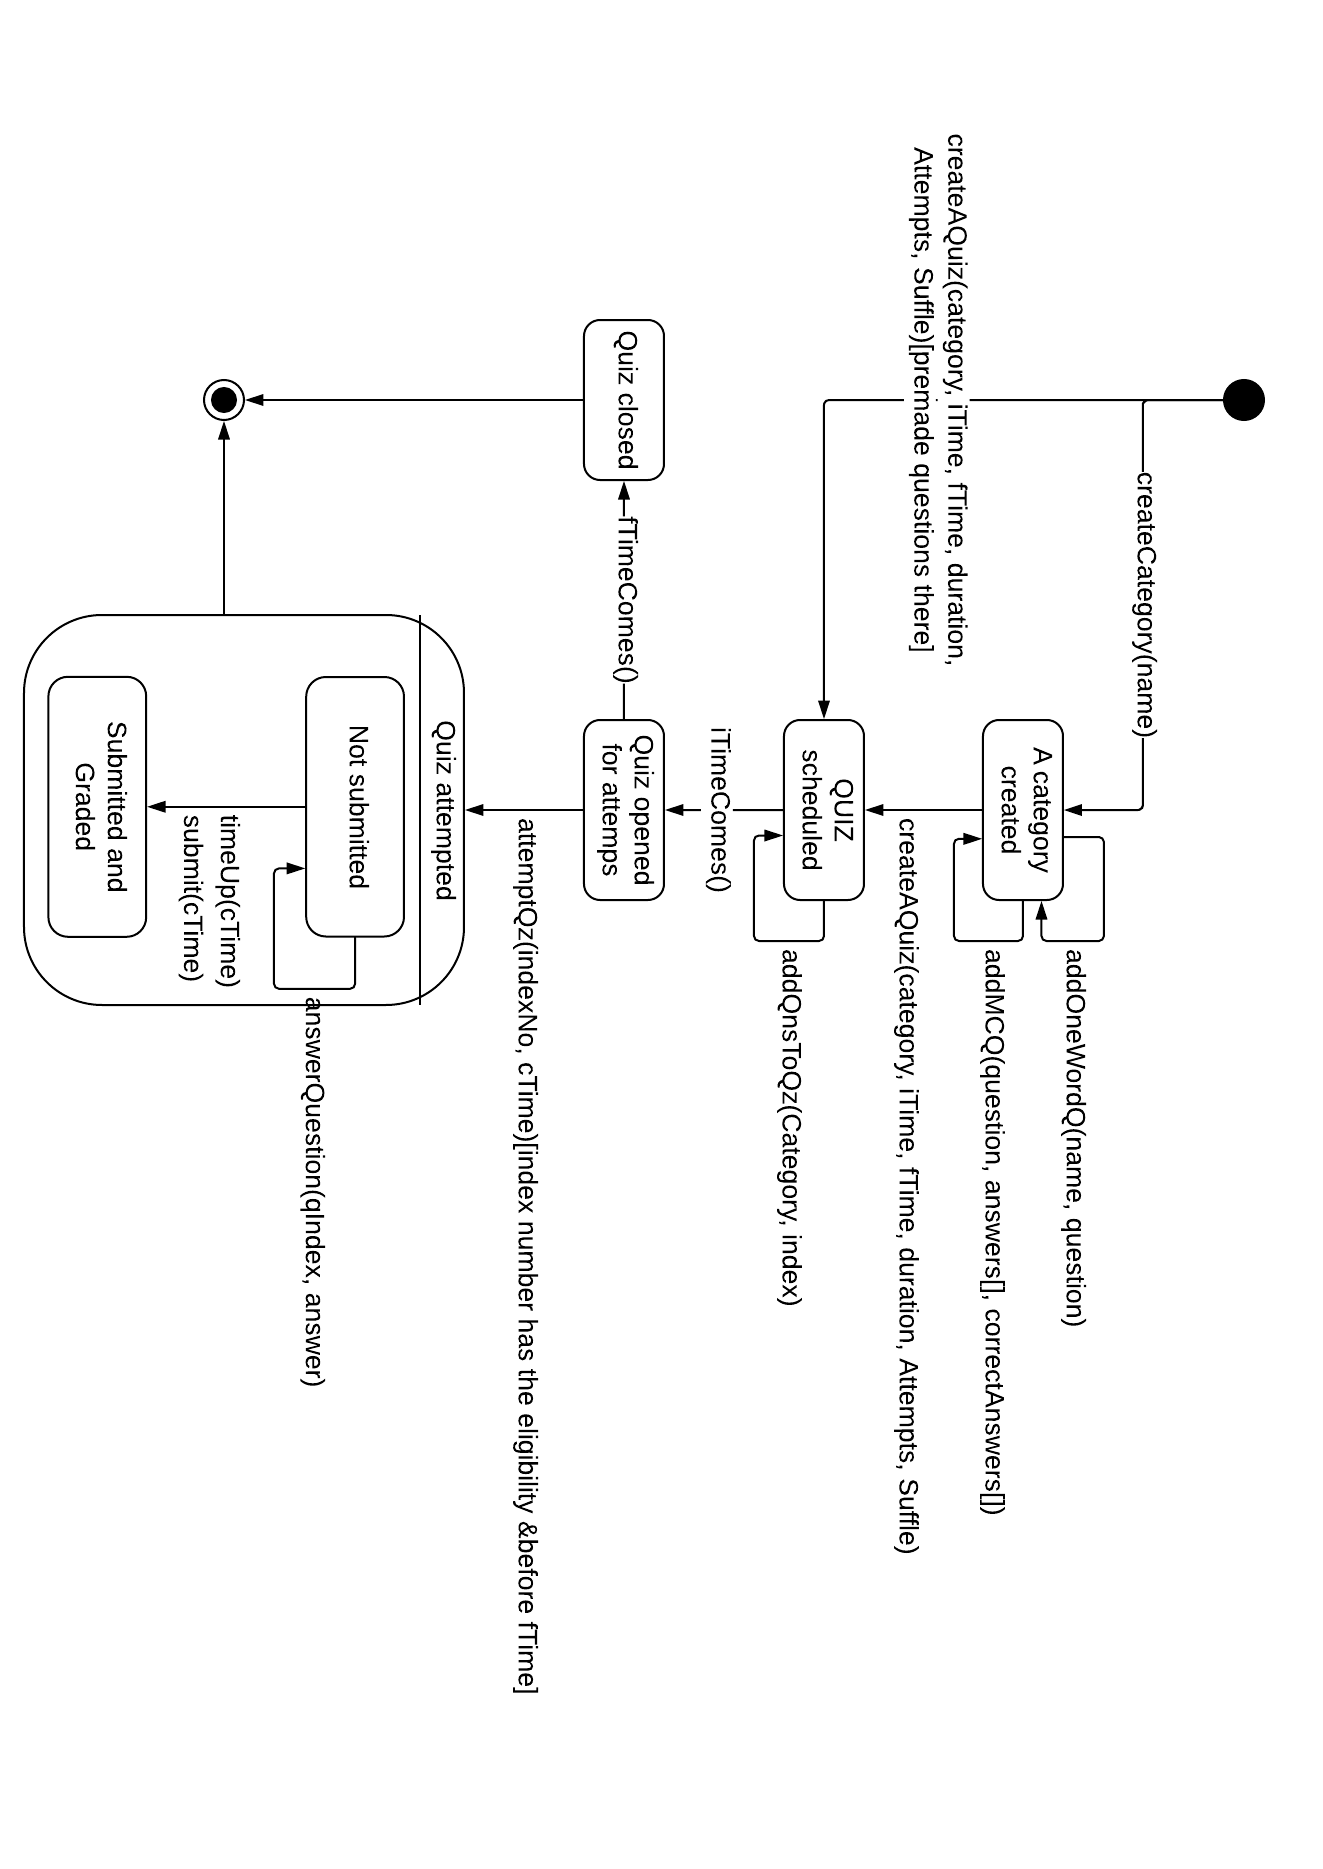 createCategory(name)
A category
created
addOneWordQ(name, question)
addMCQ(question, answers[], correctAnswers[])
createAQuiz(category, iTime, fTime, duration,
Attempts, Suffle)[premade questions there]
createAQuiz(category, iTime, fTime, duration, Attempts, Suffle)
QUIZ
scheduled
addQnsToQz(Category, index)
iTimeComes()
Quiz closed
fTimeComes()
Quiz opened
for attemps
attemptQz(indexNo, cTime)[index number has the eligibility &before fTime]
Quiz attempted
Not submitted
answerQuestion(qIndex, answer)
timeUp(cTime)
submit(cTime)
Submitted and
Graded